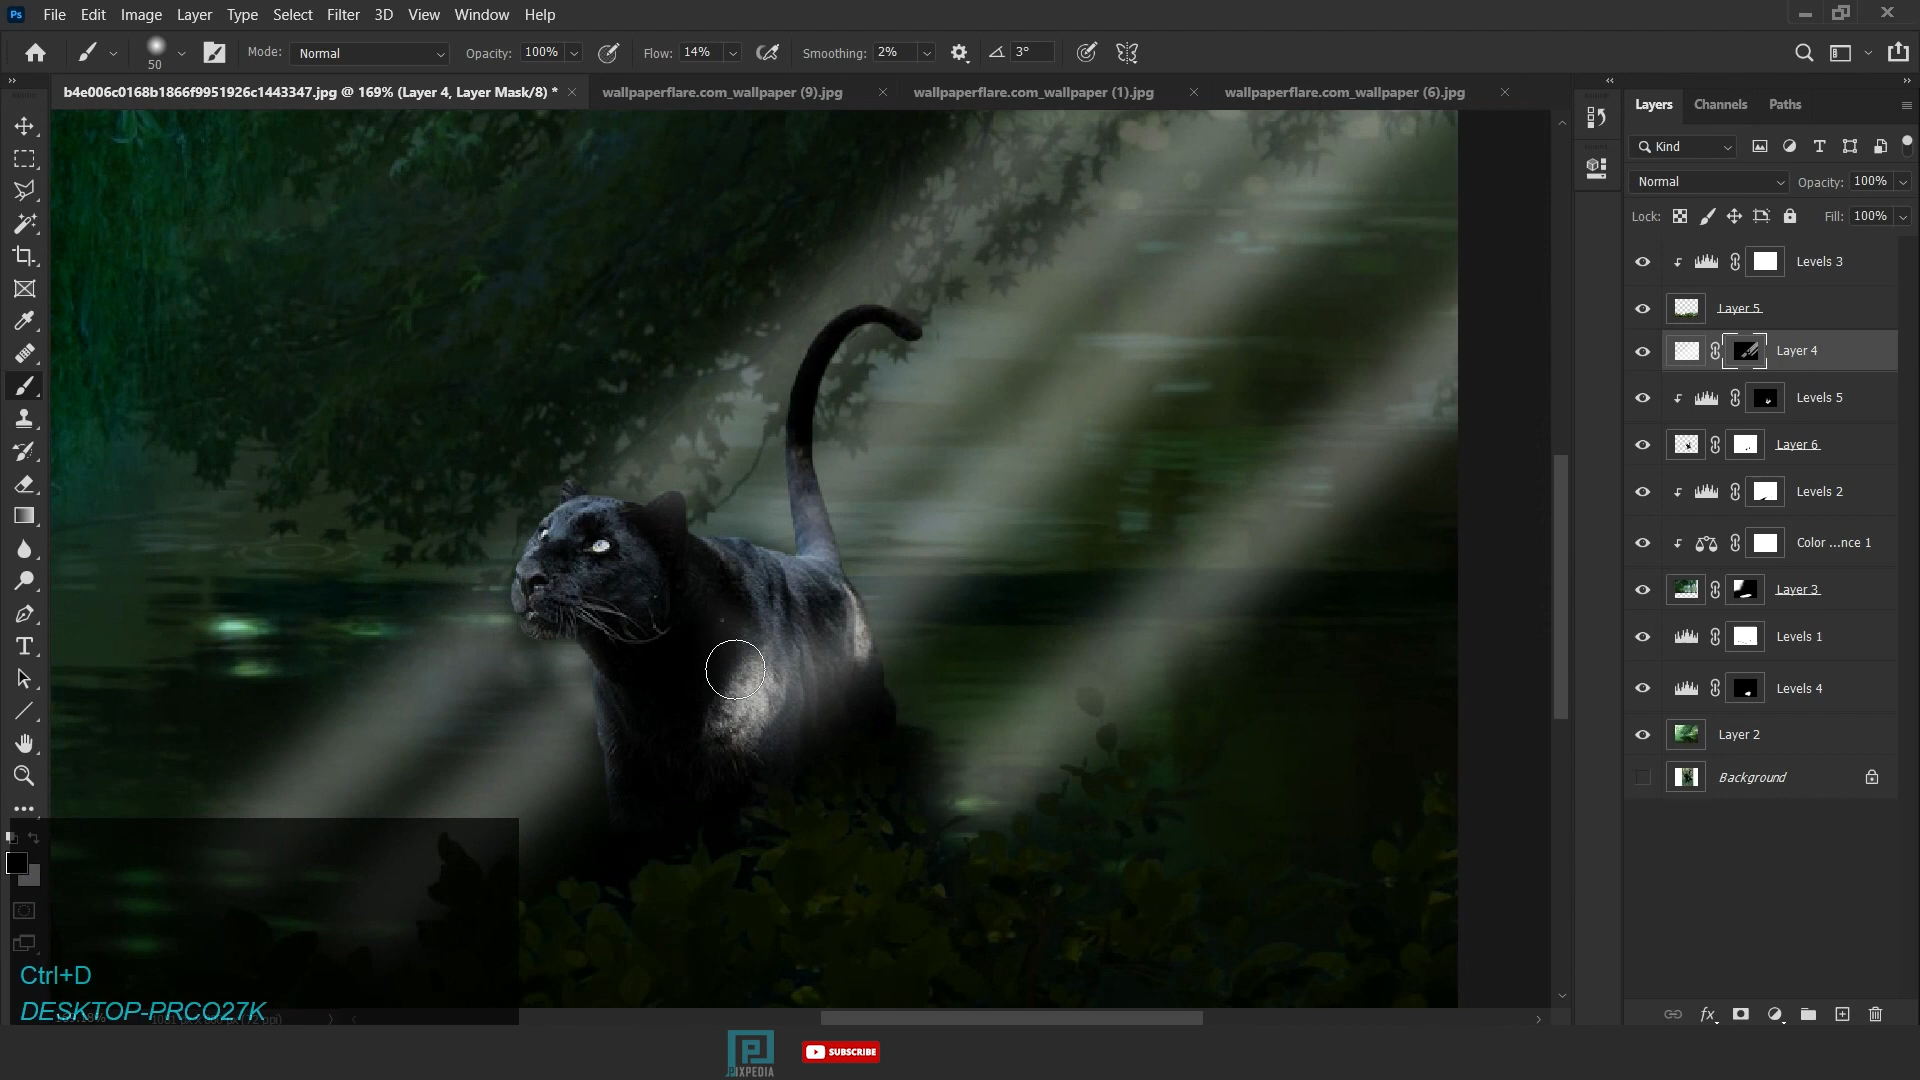 Ps File Edit Image Layer Type Select Filter 3D View Window Help
50 Mode: Normal Opacity: 100% Flow: 14% Smoothing: 2% 3°
b4e006c0168b1866f9951926c1443347.jpg @ 169% (Layer 4, Layer Mask/8) * wallpaperflare.com_wallpaper (9).jpg wallpaperflare.com_wallpaper (1).jpg wallpaperflare.com_wallpaper (6).jpg
Layers Channels Paths
Kind
Normal Opacity: 100%
Lock: Fill: 100%
Levels 3
Layer 5
Layer 4
Levels 5
Layer 6
Levels 2
Color ...nce 1
Layer 3
Levels 1
Levels 4
Layer 2
Background
Ctrl+D
DESKTOP-PRCO27K
fx
PIXPEDIA
SUBSCRIBE